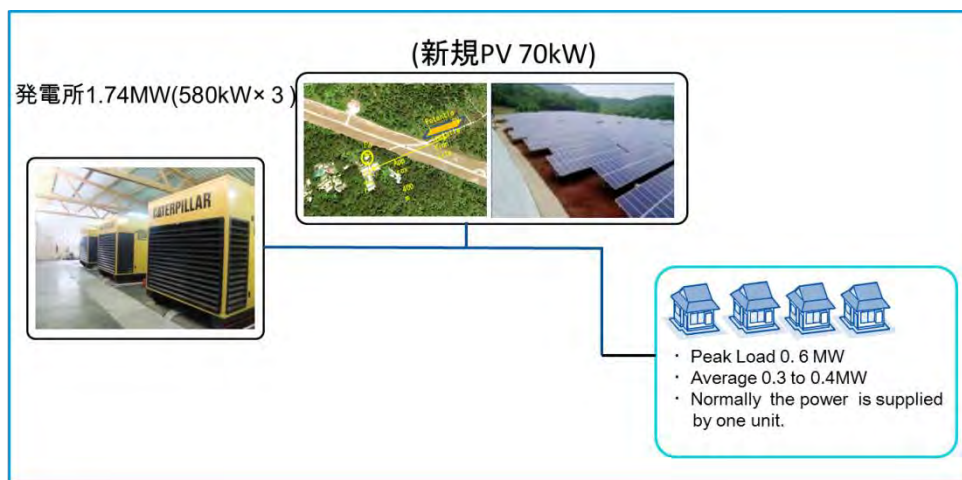 (新規PV 70kW)
発電所1.74MW(580kW×3)
CATERPILLAR
・ Peak Load 0. 6 MW
・ Average 0.3 to 0.4MW
・ Normally the power is supplied
by one unit.